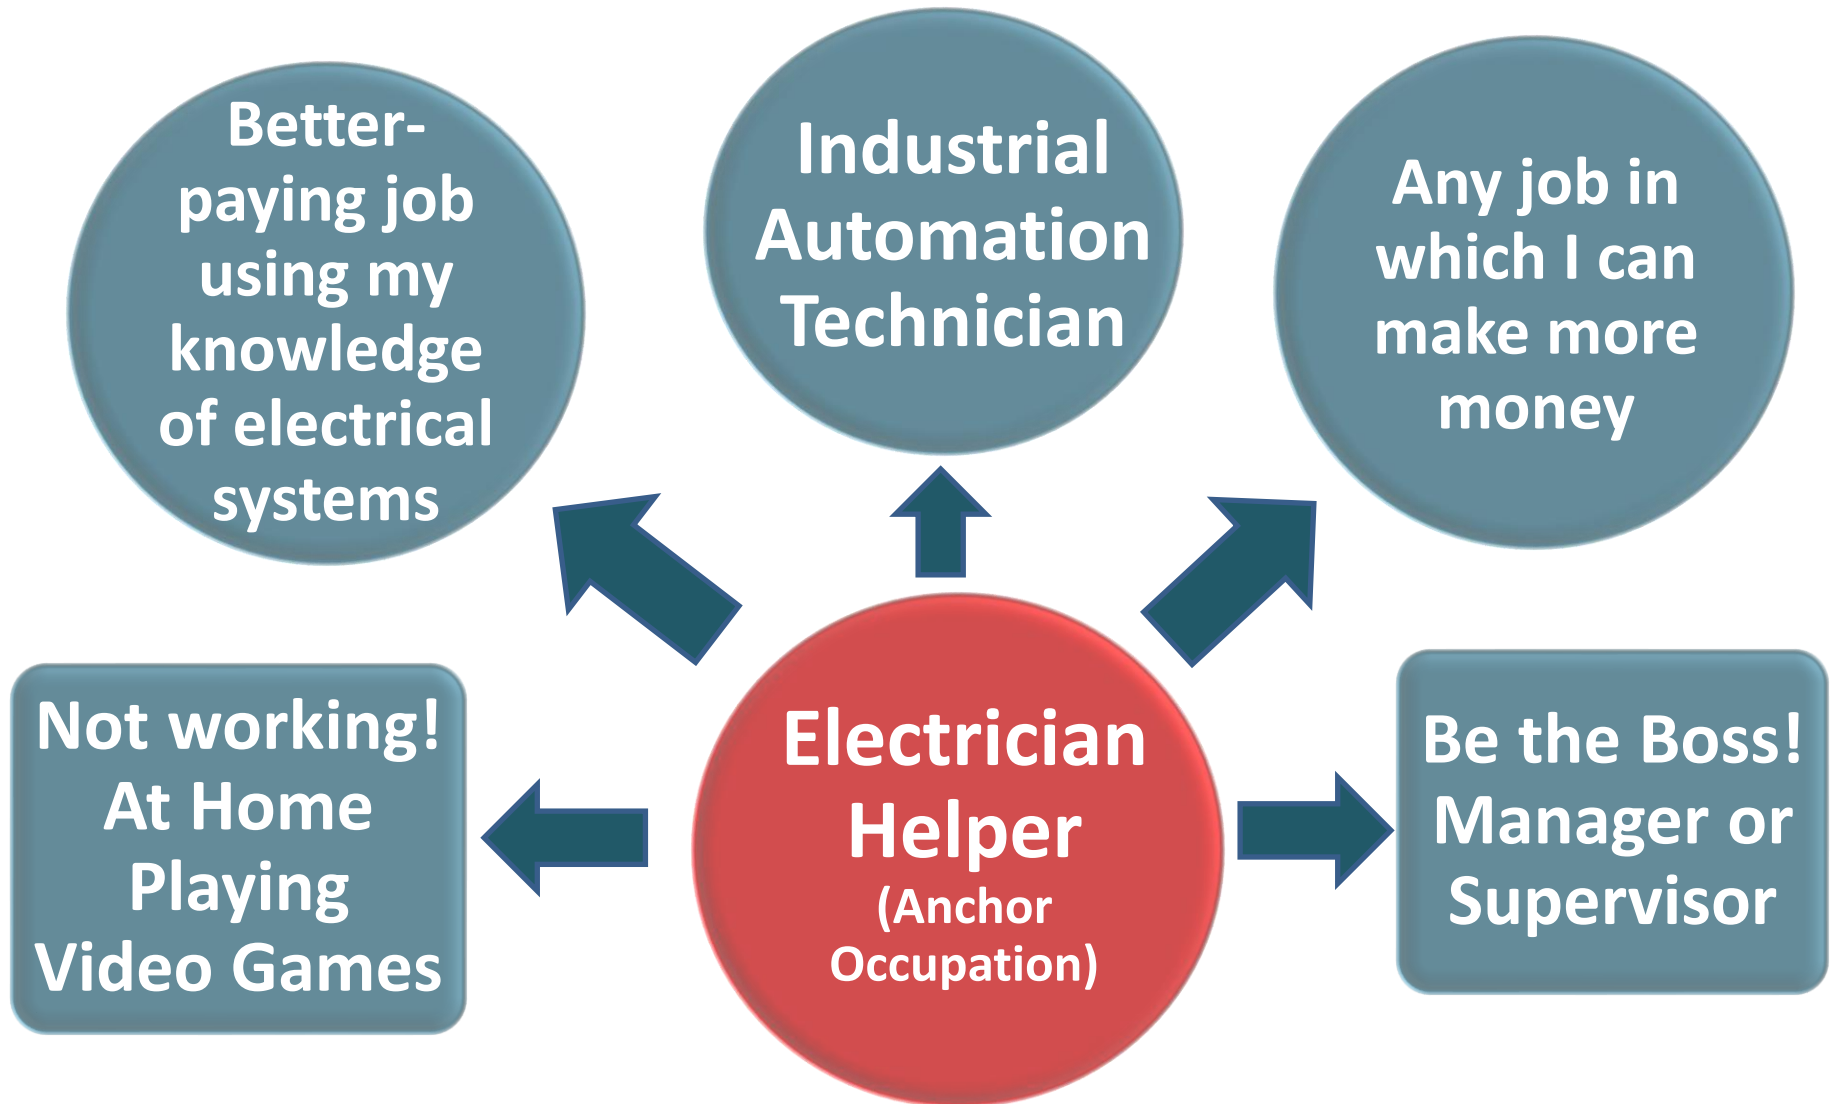 Better-
paying job
using my
knowledge
of electrical
systems
Industrial
Automation
Technician
Any job in
which I can
make more
money
Not working!
At Home
Playing
Video Games
Electrician
Helper
(Anchor
Occupation)
Be the Boss!
Manager or
Supervisor